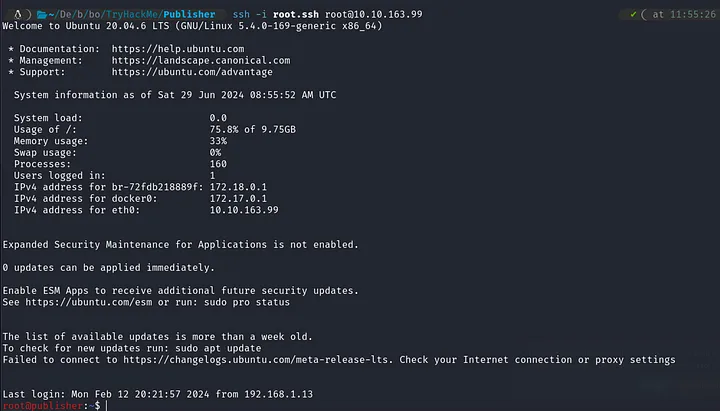 ~/De/b/bo/TryHackMe/Publisher ssh -i root.ssh root@10.10.163.99 ✔ ( at 11:55:26
Welcome to Ubuntu 20.04.6 LTS (GNU/Linux 5.4.0-169-generic x86_64)
* Documentation: https://help.ubuntu.com
* Management: https://landscape.canonical.com
* Support: https://ubuntu.com/advantage
System information as of Sat 29 Jun 2024 08:55:52 AM UTC
System load: 0.0
Usage of /: 75.8% of 9.75GB
Memory usage: 33%
Swap usage: 0%
Processes: 160
Users logged in: 1
IPv4 address for br-72fdb218889f: 172.18.0.1
IPv4 address for docker0: 172.17.0.1
IPv4 address for eth0: 10.10.163.99
Expanded Security Maintenance for Applications is not enabled.
0 updates can be applied immediately.
Enable ESM Apps to receive additional future security updates.
See https://ubuntu.com/esm or run: sudo pro status
The list of available updates is more than a week old.
To check for new updates run: sudo apt update
Failed to connect to https://changelogs.ubuntu.com/meta-release-lts. Check your Internet connection or proxy settings
Last login: Mon Feb 12 20:21:57 2024 from 192.168.1.13
root@publisher:~$